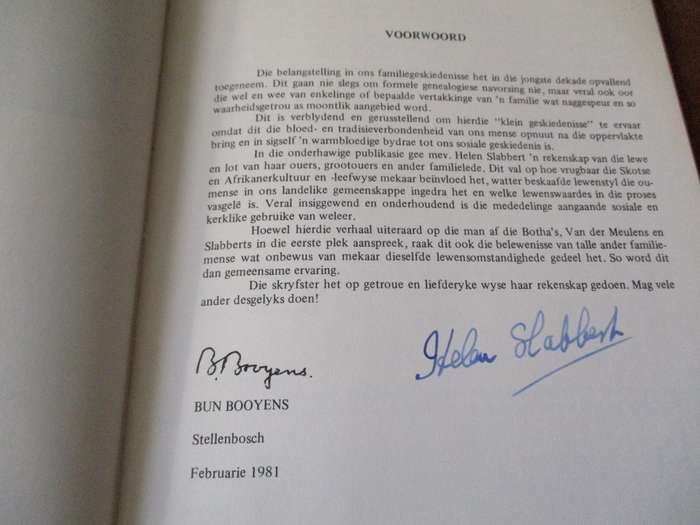 VOORWOORD
Die belangstelling in ons familiegeskiedenisse het in die jongste dekade opvallend
toegeneem. Dit gaan nie slegs om formele genealogiese navorsing nie, maar veral ook oor
die wel en wee van enkelinge of bepaalde vertakkinge van 'n familie wat naggespeur en so
waarheidsgetrou as moontlik aangebied word.
Dit is verblydend en gerusstellend om hierdie "klein geskiedenisse" te ervaar
omdat dit die bloed- en tradisieverbondenheid van ons mense opnuut na die oppervlakte
bring en in sigself 'n warmbloedige bydrae tot ons sosiale geskiedenis is.
In die onderhawige publikasie gee mev. Helen Slabbert 'n rekenskap van die lewe
en lot van haar ouers, grootouers en ander familielede. Dit val op hoe vrugbaar die Skotse
en Afrikanerkultuur en -leefwyse mekaar beïnvloed het, watter beskaafde lewenstyl die ou-
mense in ons landelike gemeenskappe ingedra het en welke lewenswaardes in die proses
vasgelê is. Veral insiggewend en onderhoudend is die mededelinge aangaande sosiale en
kerklike gebruike van weleer.
Hoewel hierdie verhaal uiteraard op die man af die Botha's, Van der Meulens en
Slabberts in die eerste plek aanspreek, raak dit ook die belewenisse van talle ander familie-
mense wat onbewus van mekaar dieselfde lewensomstandighede gedeel het. So word dit
dan gemeensame ervaring.
Die skryfster het op getroue en liefderyke wyse haar rekenskap gedoen. Mag vele
ander desgelyks doen!
B. Booyens.
Helen Slabbert
BUN BOOYENS
Stellenbosch
Februarie 1981